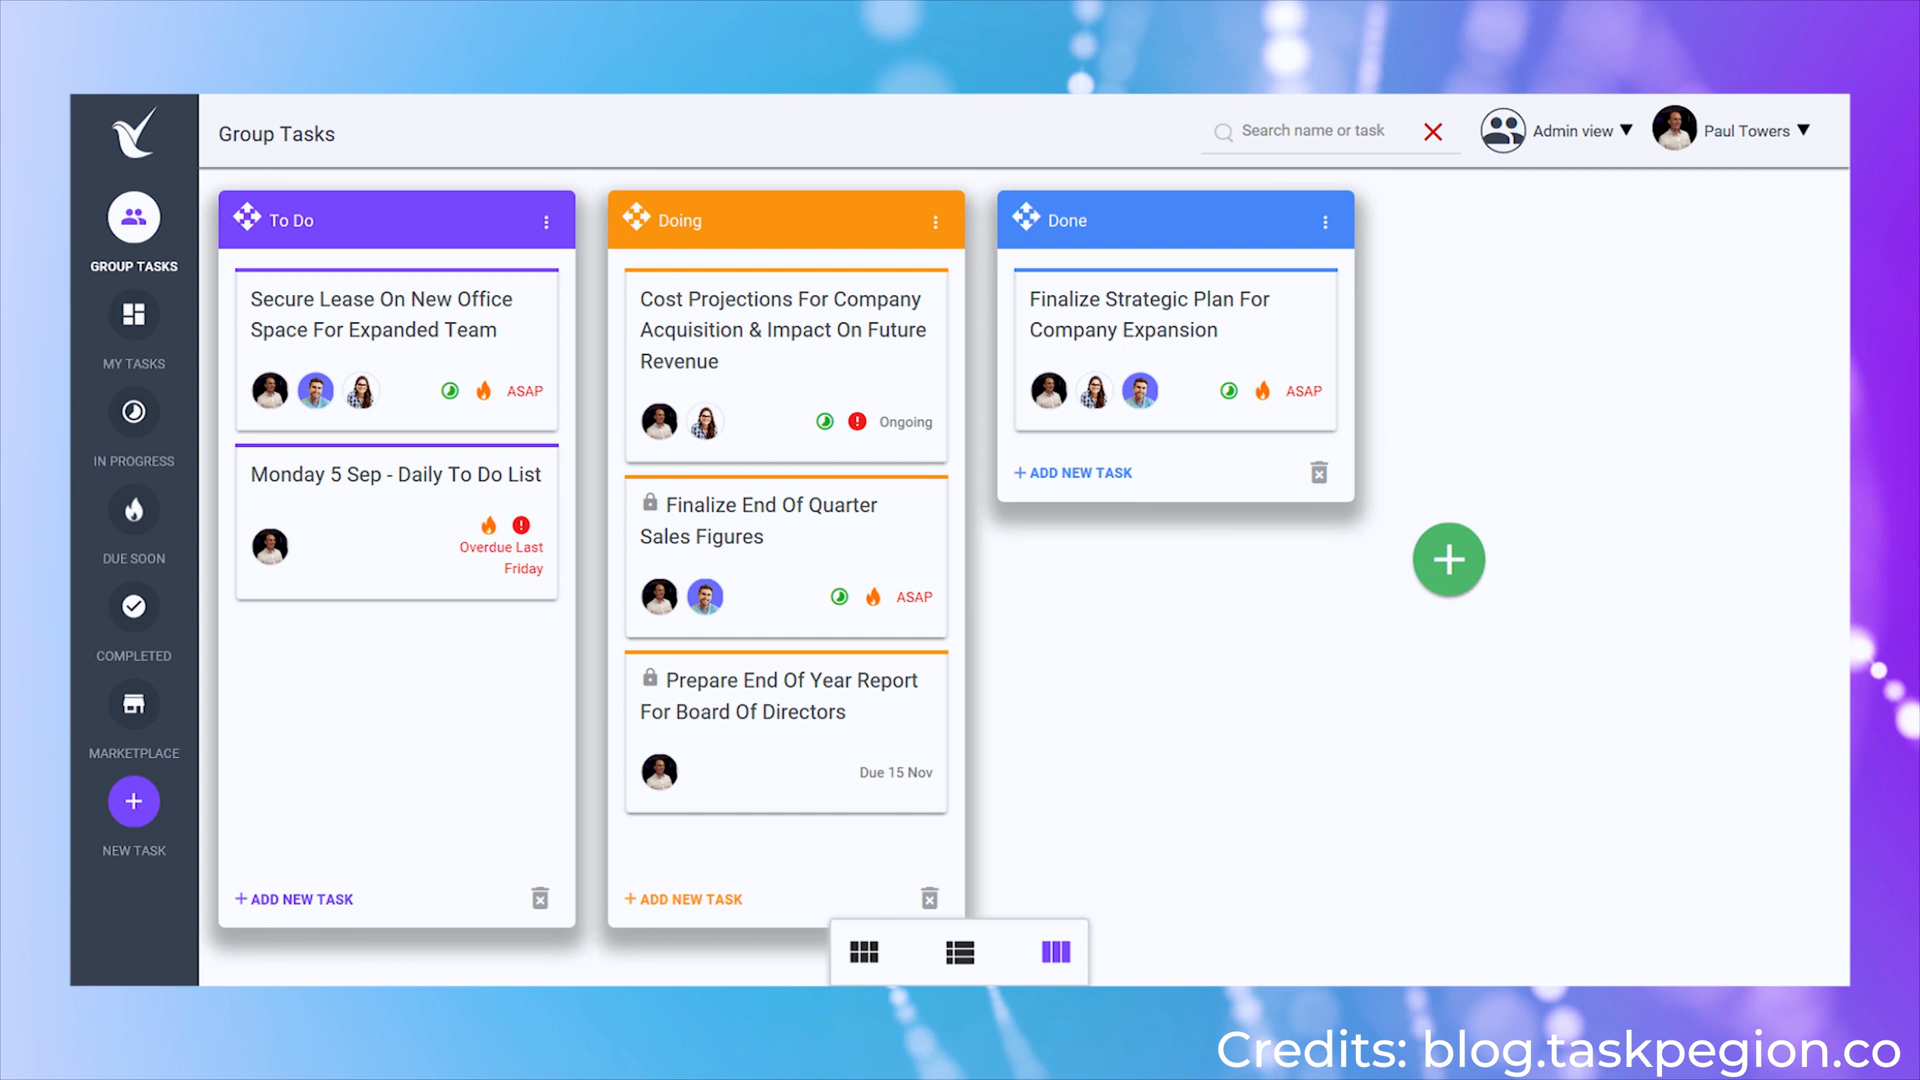 Group Tasks
Search name or task
Admin view
Paul Towers
GROUP TASKS
MY TASKS
IN PROGRESS
DUE SOON
COMPLETED
MARKETPLACE
NEW TASK
To Do
Secure Lease On New Office
Space For Expanded Team
ASAP
Monday 5 Sep - Daily To Do List
Overdue Last
Friday
+ ADD NEW TASK
Doing
Cost Projections For Company
Acquisition & Impact On Future
Revenue
Ongoing
Finalize End Of Quarter
Sales Figures
ASAP
Prepare End Of Year Report
For Board Of Directors
Due 15 Nov
+ ADD NEW TASK
Done
Finalize Strategic Plan For
Company Expansion
ASAP
+ ADD NEW TASK
Credits: blog.taskpegion.co